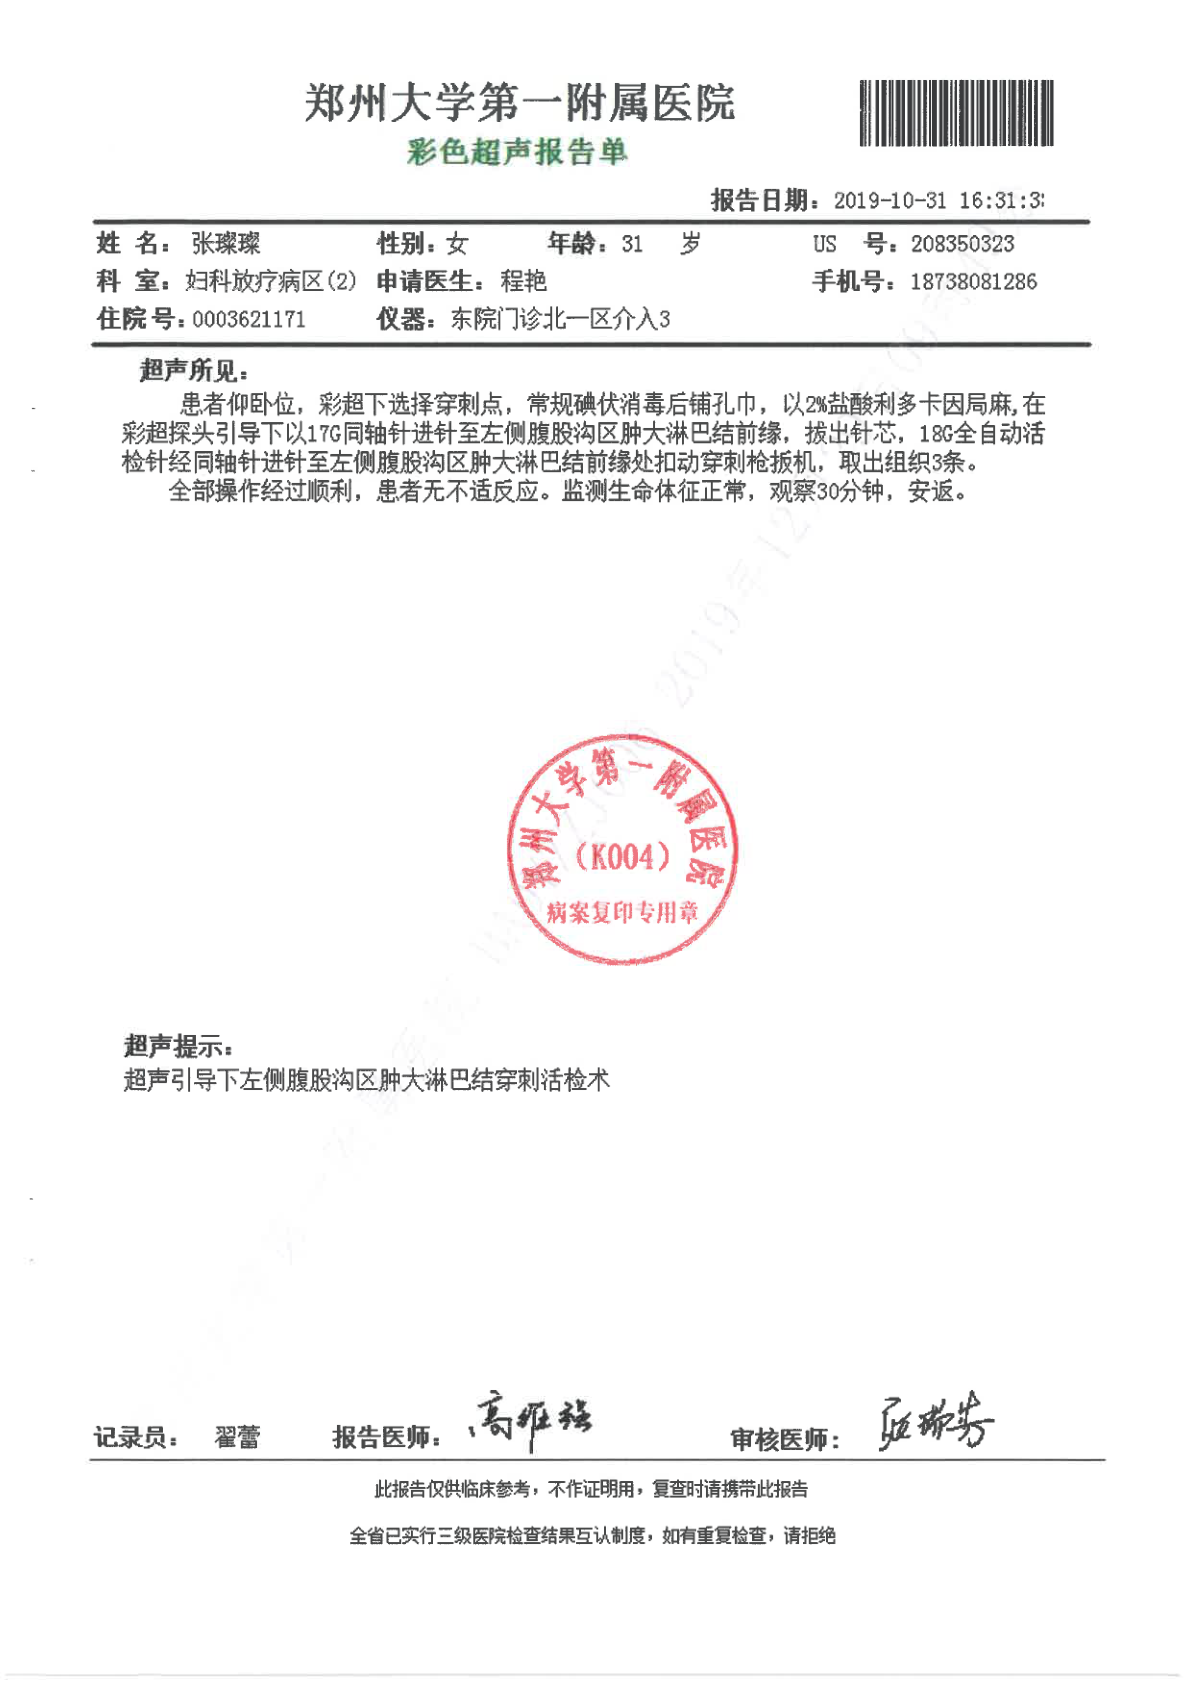 郑州大学第一附属医院
彩色超声报告单
报告日期：2019-10-31 16:31:3
姓 名：张璨璨 性别：女 年龄：31 岁 US 号：208350323
科 室：妇科放疗病区(2) 申请医生：程艳 手机号：18738081286
住院号：0003621171 仪器：东院门诊北一区介入3
超声所见：
患者仰卧位，彩超下选择穿刺点，常规碘伏消毒后铺孔巾，以2%盐酸利多卡因局麻,在
彩超探头引导下以17G同轴针进针至左侧腹股沟区肿大淋巴结前缘，拔出针芯，18G全自动活
检针经同轴针进针至左侧腹股沟区肿大淋巴结前缘处扣动穿刺枪扳机，取出组织3条。
全部操作经过顺利，患者无不适反应。监测生命体征正常，观察30分钟，安返。
郑州大学第一附属医院
（K004）
病案复印专用章
超声提示：
超声引导下左侧腹股沟区肿大淋巴结穿刺活检术
记录员： 翟蕾 报告医师： 审核医师：
此报告仅供临床参考，不作证明用，复查时请携带此报告
全省已实行三级医院检查结果互认制度，如有重复检查，请拒绝